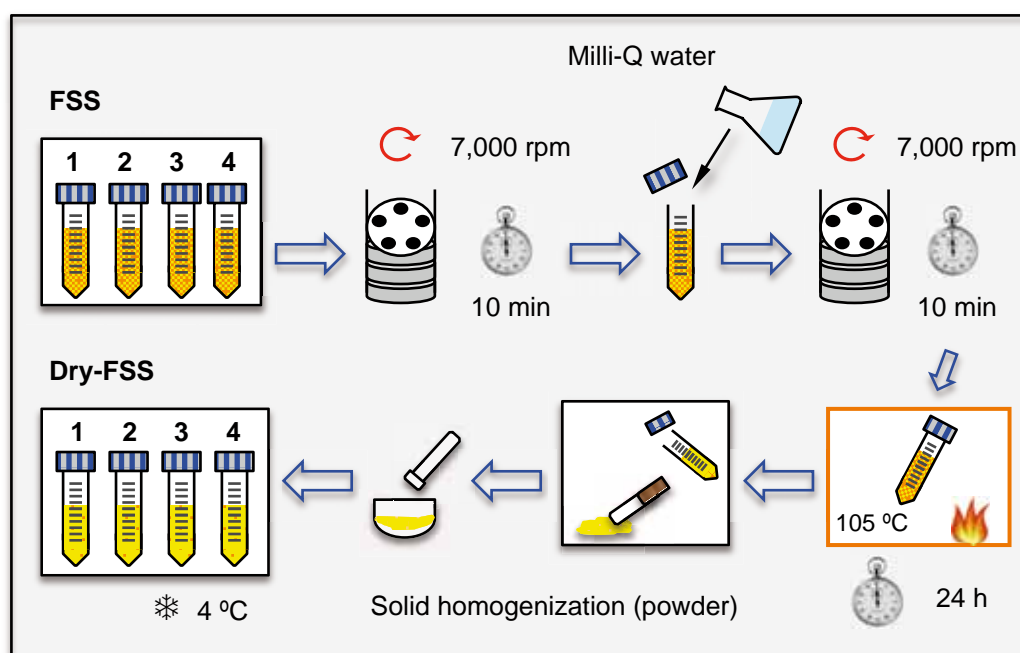 Milli-Q water
FSS
1 2 3 4
7,000 rpm
7,000 rpm
10 min
10 min
Dry-FSS
1 2 3 4
105 ºC
4 ºC
Solid homogenization (powder)
24 h